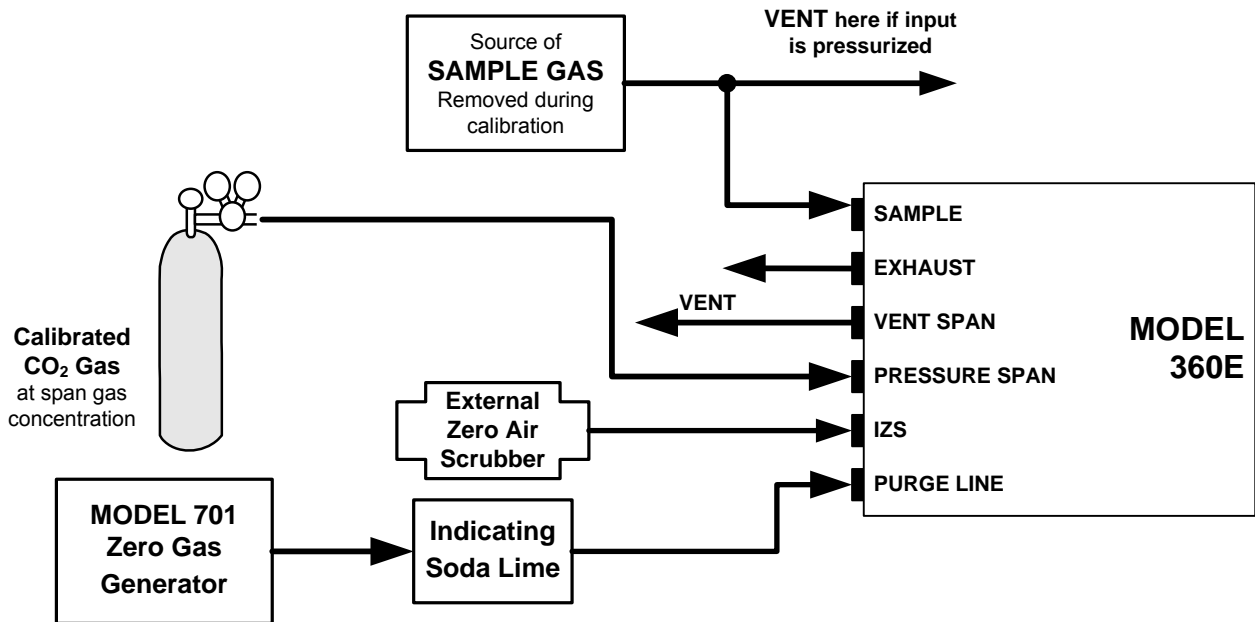 Source of
SAMPLE GAS
Removed during
calibration
VENT here if input
is pressurized
Calibrated
CO₂ Gas
at span gas
concentration
MODEL 701
Zero Gas
Generator
Indicating
Soda Lime
External
Zero Air
Scrubber
VENT
SAMPLE
EXHAUST
VENT SPAN
PRESSURE SPAN
IZS
PURGE LINE
MODEL
360E